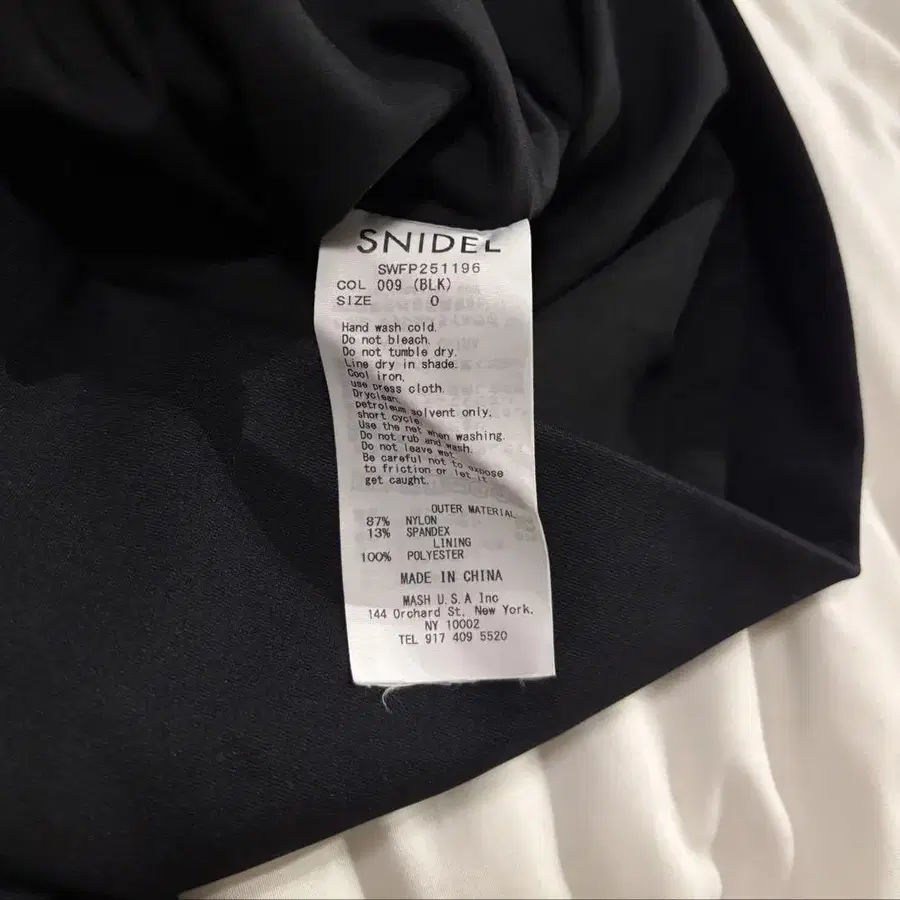 SNIDEL
SWFP251196
COL 009 (BLK)
SIZE 0
Hand wash cold.
Do not bleach.
Do not tumble dry.
Line dry in shade.
Cool iron,
use press cloth.
Dryclean,
petroleum solvent only,
short cycle.
Use the net when washing.
Do not rub and wash.
Do not leave wet.
Be careful not to expose
to friction or let it
get caught.
OUTER MATERIAL
87% NYLON
13% SPANDEX
LINING
100% POLYESTER
MADE IN CHINA
MASH U.S.A Inc
144 Orchard St, New York,
NY 10002
TEL 917 409 5520